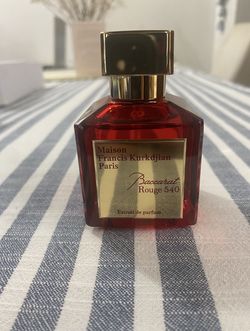 Maison
Francis Kurkdjian
Paris
Baccarat
Rouge 540
Extrait de parfum